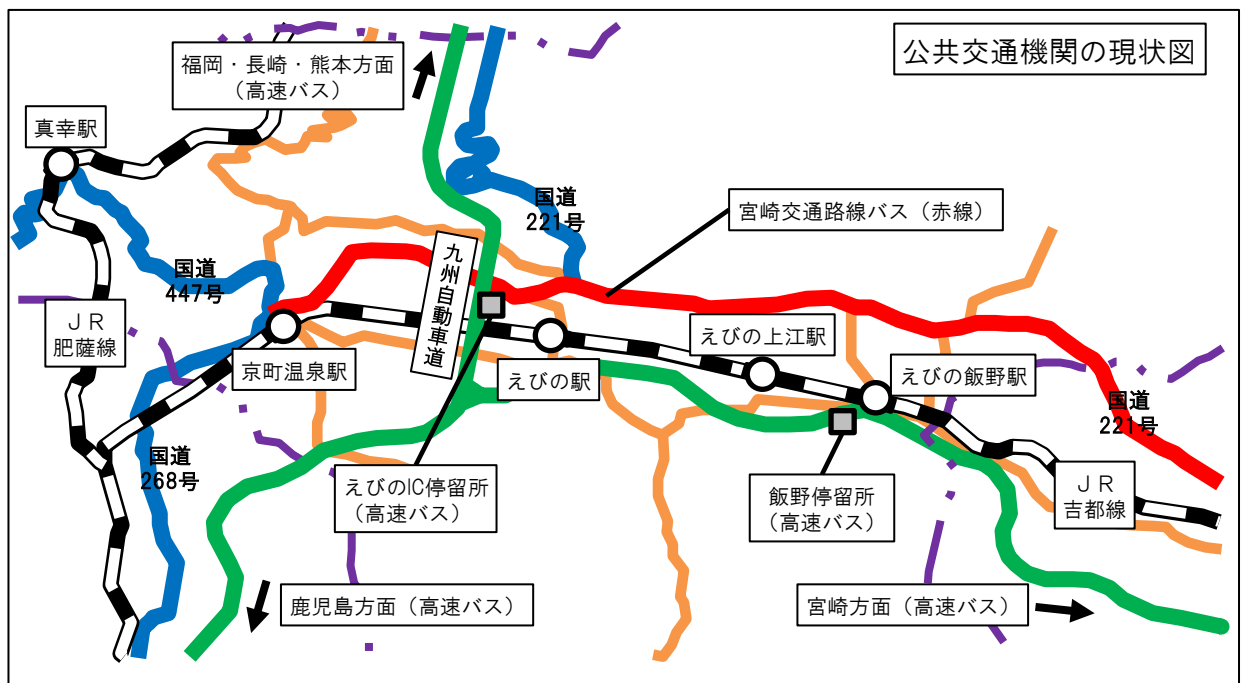 公共交通機関の現状図
福岡・長崎・熊本方面
（高速バス）
真幸駅
国道
221号
宮崎交通路線バス（赤線）
九州自動車道
国道
447号
ＪＲ
肥薩線
京町温泉駅
えびの駅
えびの上江駅
えびの飯野駅
国道
221号
国道
268号
えびのIC停留所
（高速バス）
飯野停留所
（高速バス）
ＪＲ
吉都線
鹿児島方面（高速バス）
宮崎方面（高速バス）